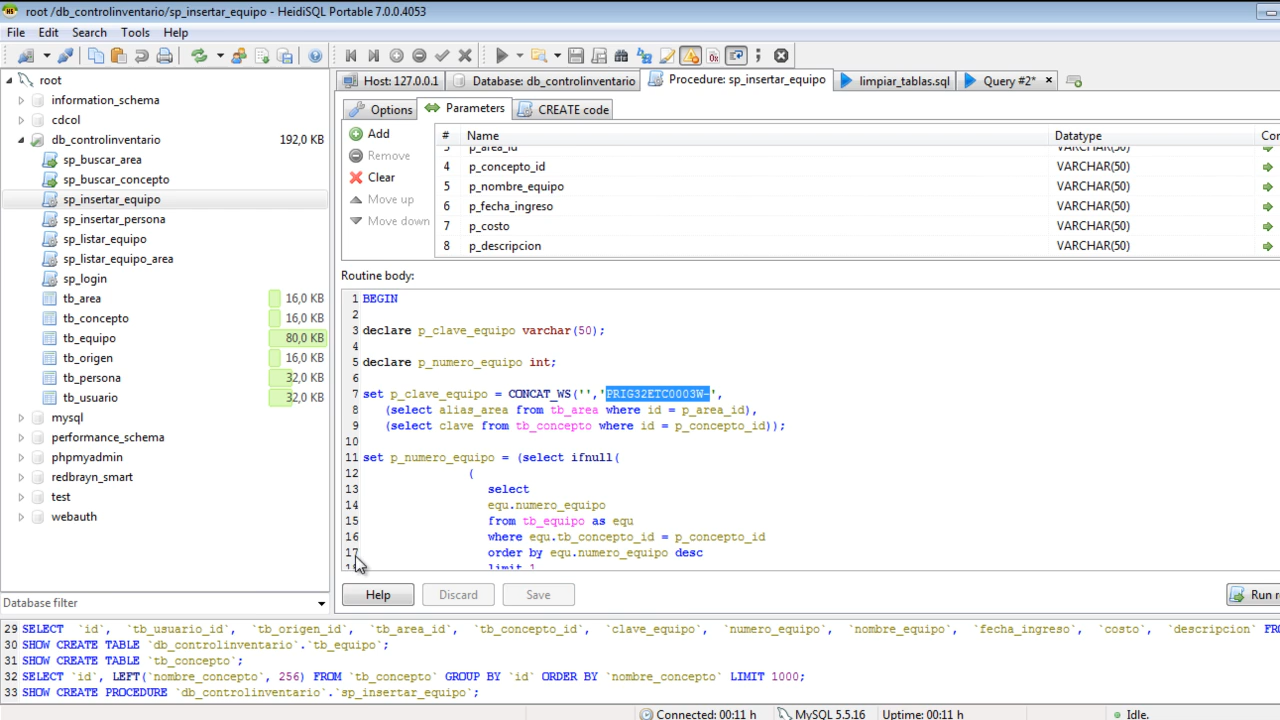 root /db_controlinventario/sp_insertar_equipo - HeidiSQL Portable 7.0.0.4053
File Edit Search Tools Help
root
information_schema
cdcol
db_controlinventario 192,0 KB
sp_buscar_area
sp_buscar_concepto
sp_insertar_equipo
sp_insertar_persona
sp_listar_equipo
sp_listar_equipo_area
sp_login
tb_area 16,0 KB
tb_concepto 16,0 KB
tb_equipo 80,0 KB
tb_origen 16,0 KB
tb_persona 32,0 KB
tb_usuario 32,0 KB
mysql
performance_schema
phpmyadmin
redbrayn_smart
test
webauth
Database filter
Host: 127.0.0.1 Database: db_controlinventario Procedure: sp_insertar_equipo limpiar_tablas.sql Query #2* ×
Options Parameters CREATE code
Add
Remove
Clear
Move up
Move down
# Name Datatype Con
3 p_area_id VARCHAR(50)
4 p_concepto_id VARCHAR(50)
5 p_nombre_equipo VARCHAR(50)
6 p_fecha_ingreso VARCHAR(50)
7 p_costo VARCHAR(50)
8 p_descripcion VARCHAR(50)
Routine body:
1 BEGIN
2
3 declare p_clave_equipo varchar(50);
4
5 declare p_numero_equipo int;
6
7 set p_clave_equipo = CONCAT_WS('','PRIG32ETC0003W-',
8 (select alias_area from tb_area where id = p_area_id),
9 (select clave from tb_concepto where id = p_concepto_id));
10
11 set p_numero_equipo = (select ifnull(
12 (
13 select
14 equ.numero_equipo
15 from tb_equipo as equ
16 where equ.tb_concepto_id = p_concepto_id
17 order by equ.numero_equipo desc
18 limit 1
Help Discard Save Run r
29 SELECT `id`, `tb_usuario_id`, `tb_origen_id`, `tb_area_id`, `tb_concepto_id`, `clave_equipo`, `numero_equipo`, `nombre_equipo`, `fecha_ingreso`, `costo`, `descripcion` FRO
30 SHOW CREATE TABLE `db_controlinventario`.`tb_equipo`;
31 SHOW CREATE TABLE `tb_concepto`;
32 SELECT `id`, LEFT(`nombre_concepto`, 256) FROM `tb_concepto` GROUP BY `id` ORDER BY `nombre_concepto` LIMIT 1000;
33 SHOW CREATE PROCEDURE `db_controlinventario`.`sp_insertar_equipo`;
Connected: 00:11 h MySQL 5.5.16 Uptime: 00:11 h Idle.